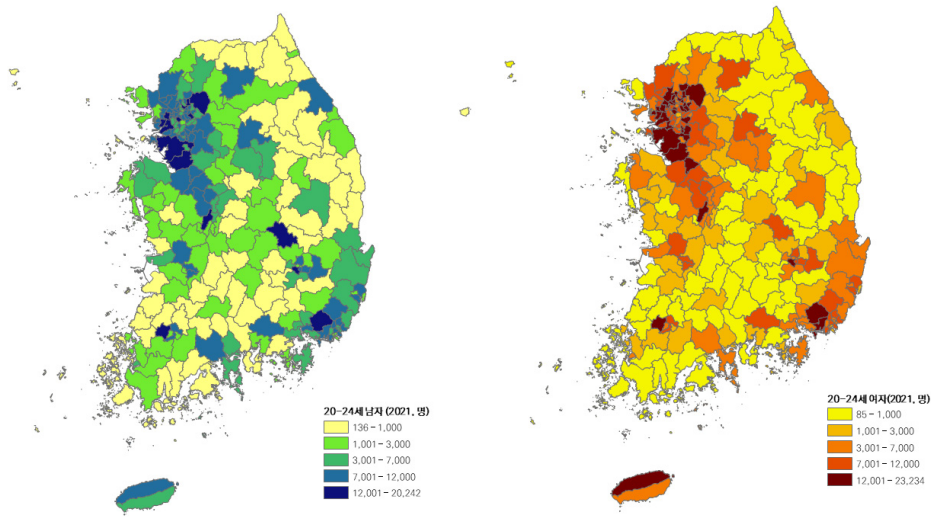 20-24세 남자 (2021, 명)
136 - 1,000
1,001 - 3,000
3,001 - 7,000
7,001 - 12,000
12,001 - 20,242
20-24세 여자(2021, 명)
85 - 1,000
1,001 - 3,000
3,001 - 7,000
7,001 - 12,000
12,001 - 23,234